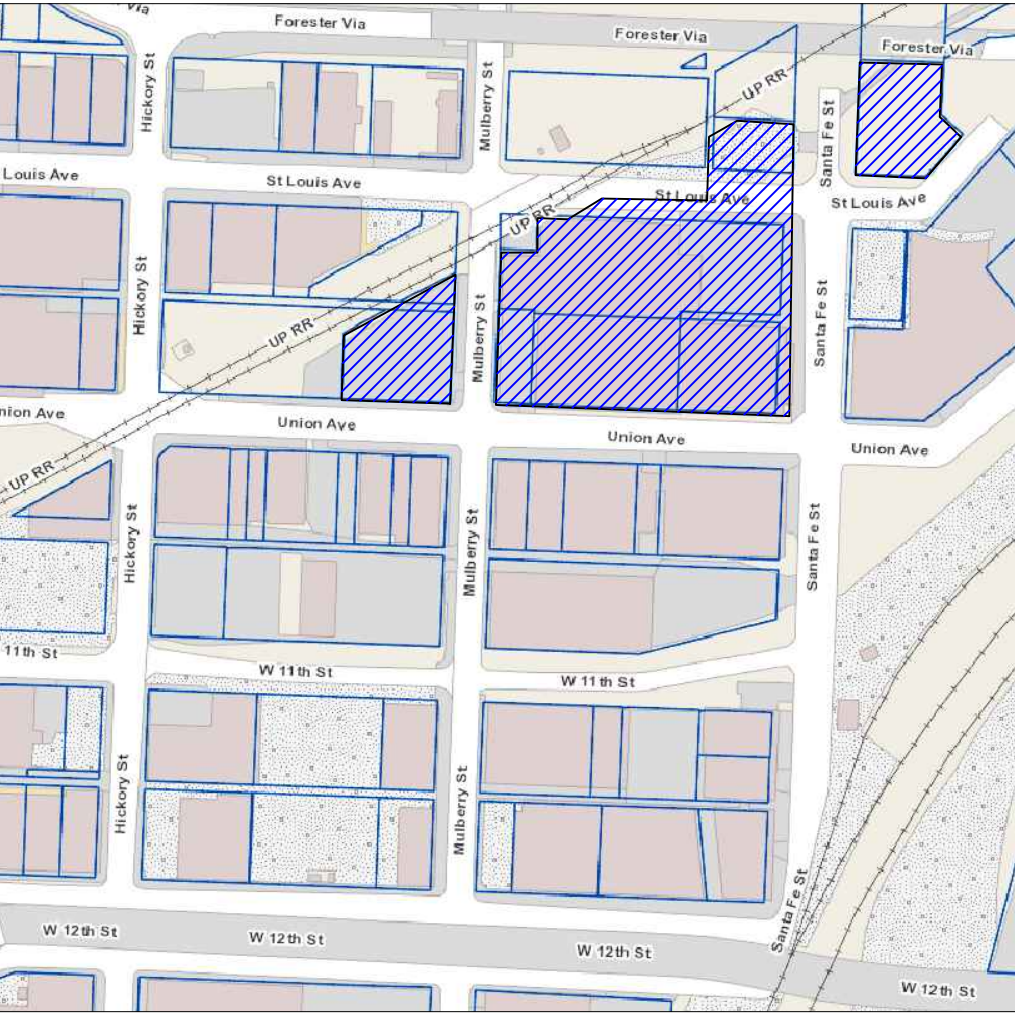 Via
Forester Via
Forester Via
Forester Via
Hickory St
Mulberry St
UP RR
Santa Fe St
Louis Ave
St Louis Ave
St Louis Ave
St Louis Ave
UP RR
Hickory St
Mulberry St
Santa Fe St
UP RR
Union Ave
Union Ave
Union Ave
Union Ave
UP RR
Hickory St
Mulberry St
Santa Fe St
11th St
W 11th St
W 11th St
Hickory St
Mulberry St
Santa Fe St
W 12th St
W 12th St
W 12th St
W 12th St